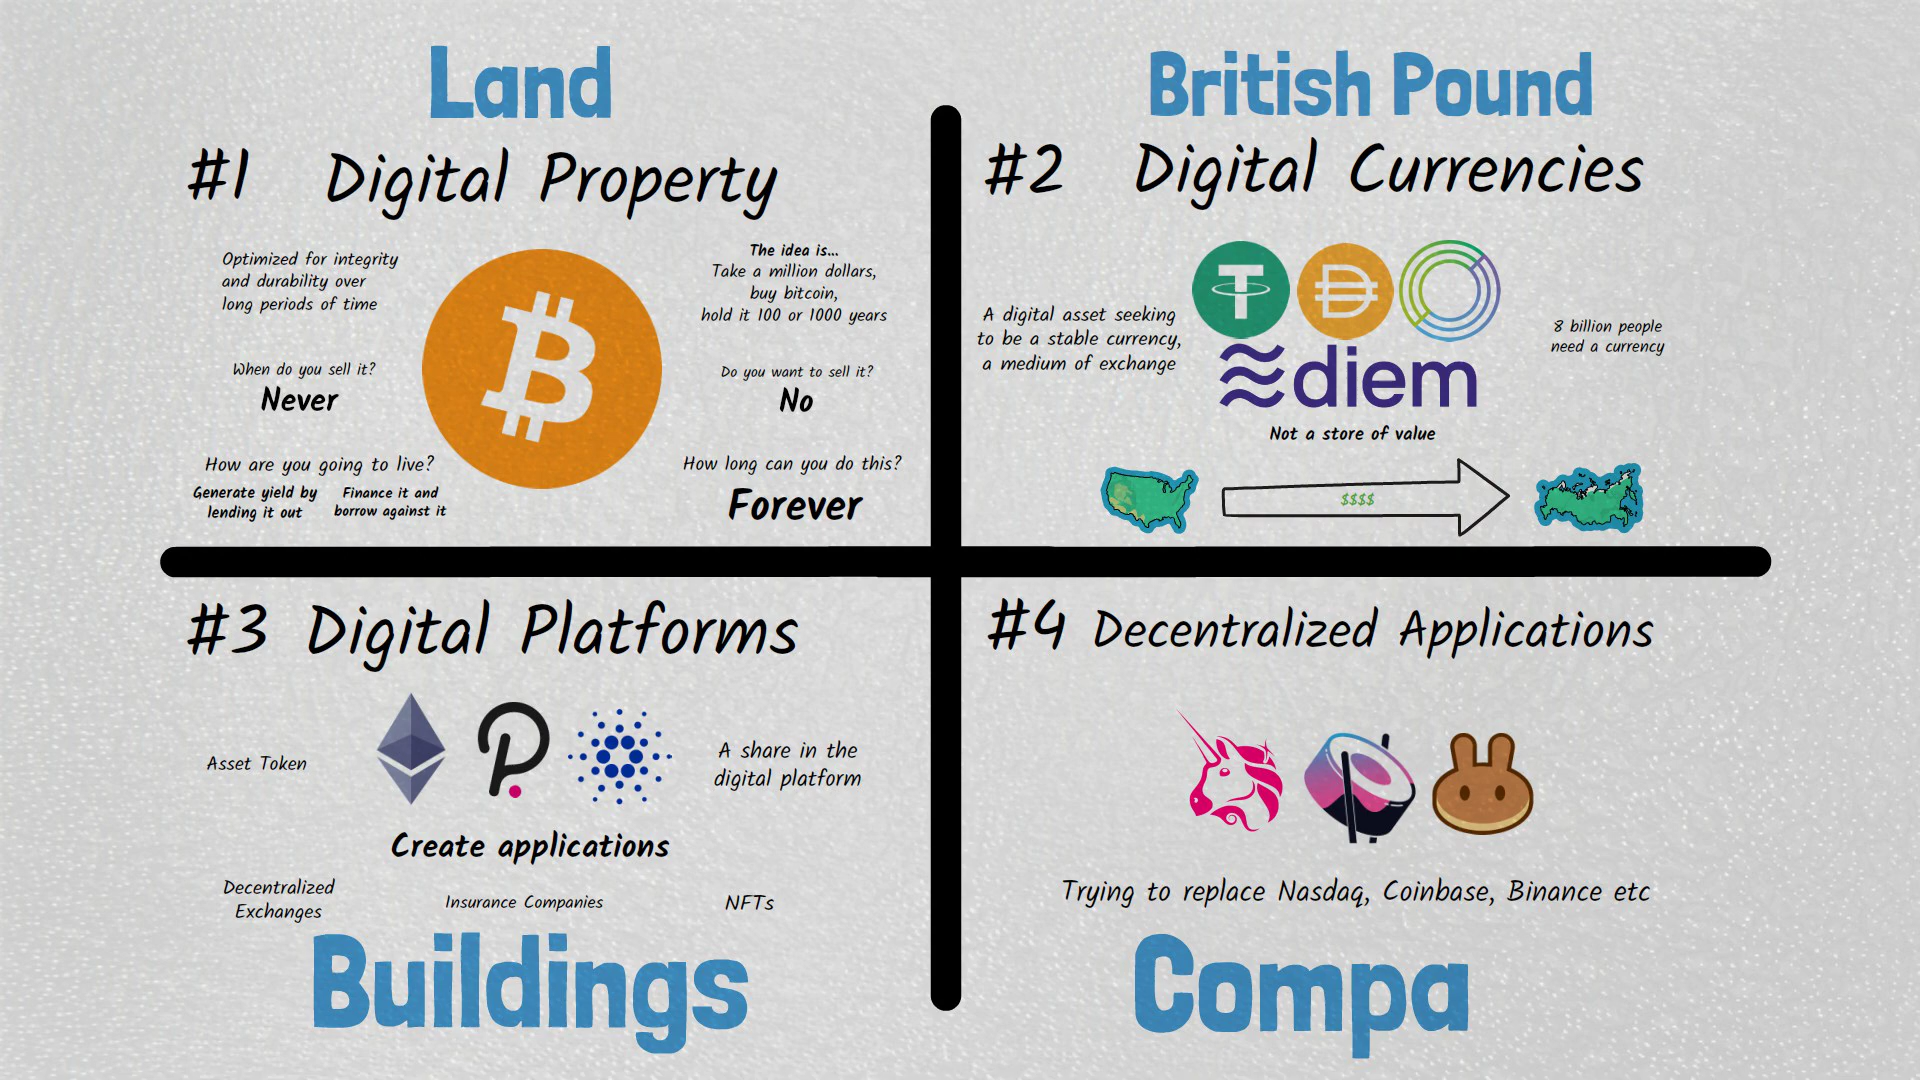 Land
#1 Digital Property
Optimized for integrity
and durability over
long periods of time
When do you sell it?
Never
How are you going to live?
Generate yield by
lending it out
Finance it and
borrow against it
The idea is...
Take a million dollars,
buy bitcoin,
hold it 100 or 1000 years
Do you want to sell it?
No
How long can you do this?
Forever
British Pound
#2 Digital Currencies
A digital asset seeking
to be a stable currency,
a medium of exchange
diem
Not a store of value
8 billion people
need a currency
$$$$
#3 Digital Platforms
Asset Token
A share in the
digital platform
Create applications
Decentralized
Exchanges
Insurance Companies
NFTs
Buildings
#4 Decentralized Applications
Trying to replace Nasdaq, Coinbase, Binance etc
Compa